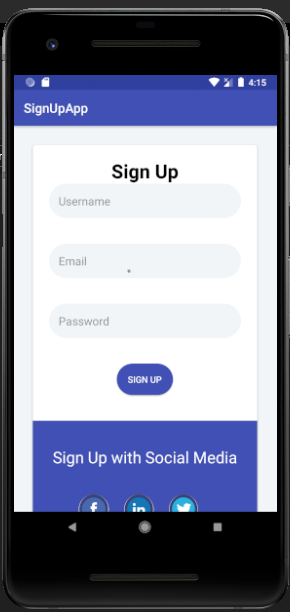 4:15
SignUpApp
Sign Up
Username
Email
Password
SIGN UP
Sign Up with Social Media
f in